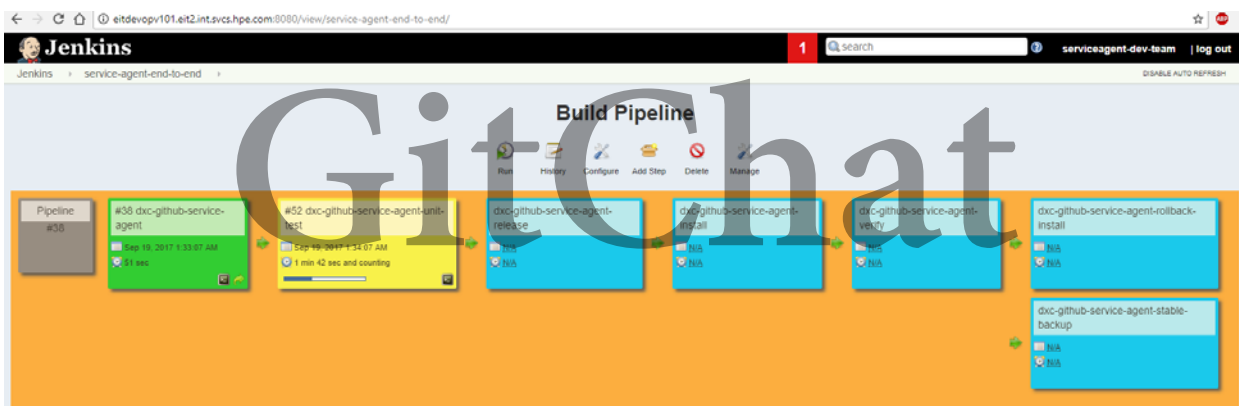 eitdevopv101.eit2.int.svcs.hpe.com:8080/view/service-agent-end-to-end/
ABP
Jenkins
1
search
serviceagent-dev-team | log out
Jenkins › service-agent-end-to-end ›
DISABLE AUTO REFRESH
Build Pipeline
Run History Configure Add Step Delete Manage
GitChat
Pipeline
#38
#38 dxc-github-service-
agent
Sep 19, 2017 1:33:07 AM
51 sec
#52 dxc-github-service-agent-unit-
test
Sep 19, 2017 1:34:07 AM
1 min 42 sec and counting
dxc-github-service-agent-
release
N/A
N/A
dxc-github-service-agent-
install
N/A
N/A
dxc-github-service-agent-
verify
N/A
N/A
dxc-github-service-agent-rollback-
install
N/A
N/A
dxc-github-service-agent-stable-
backup
N/A
N/A